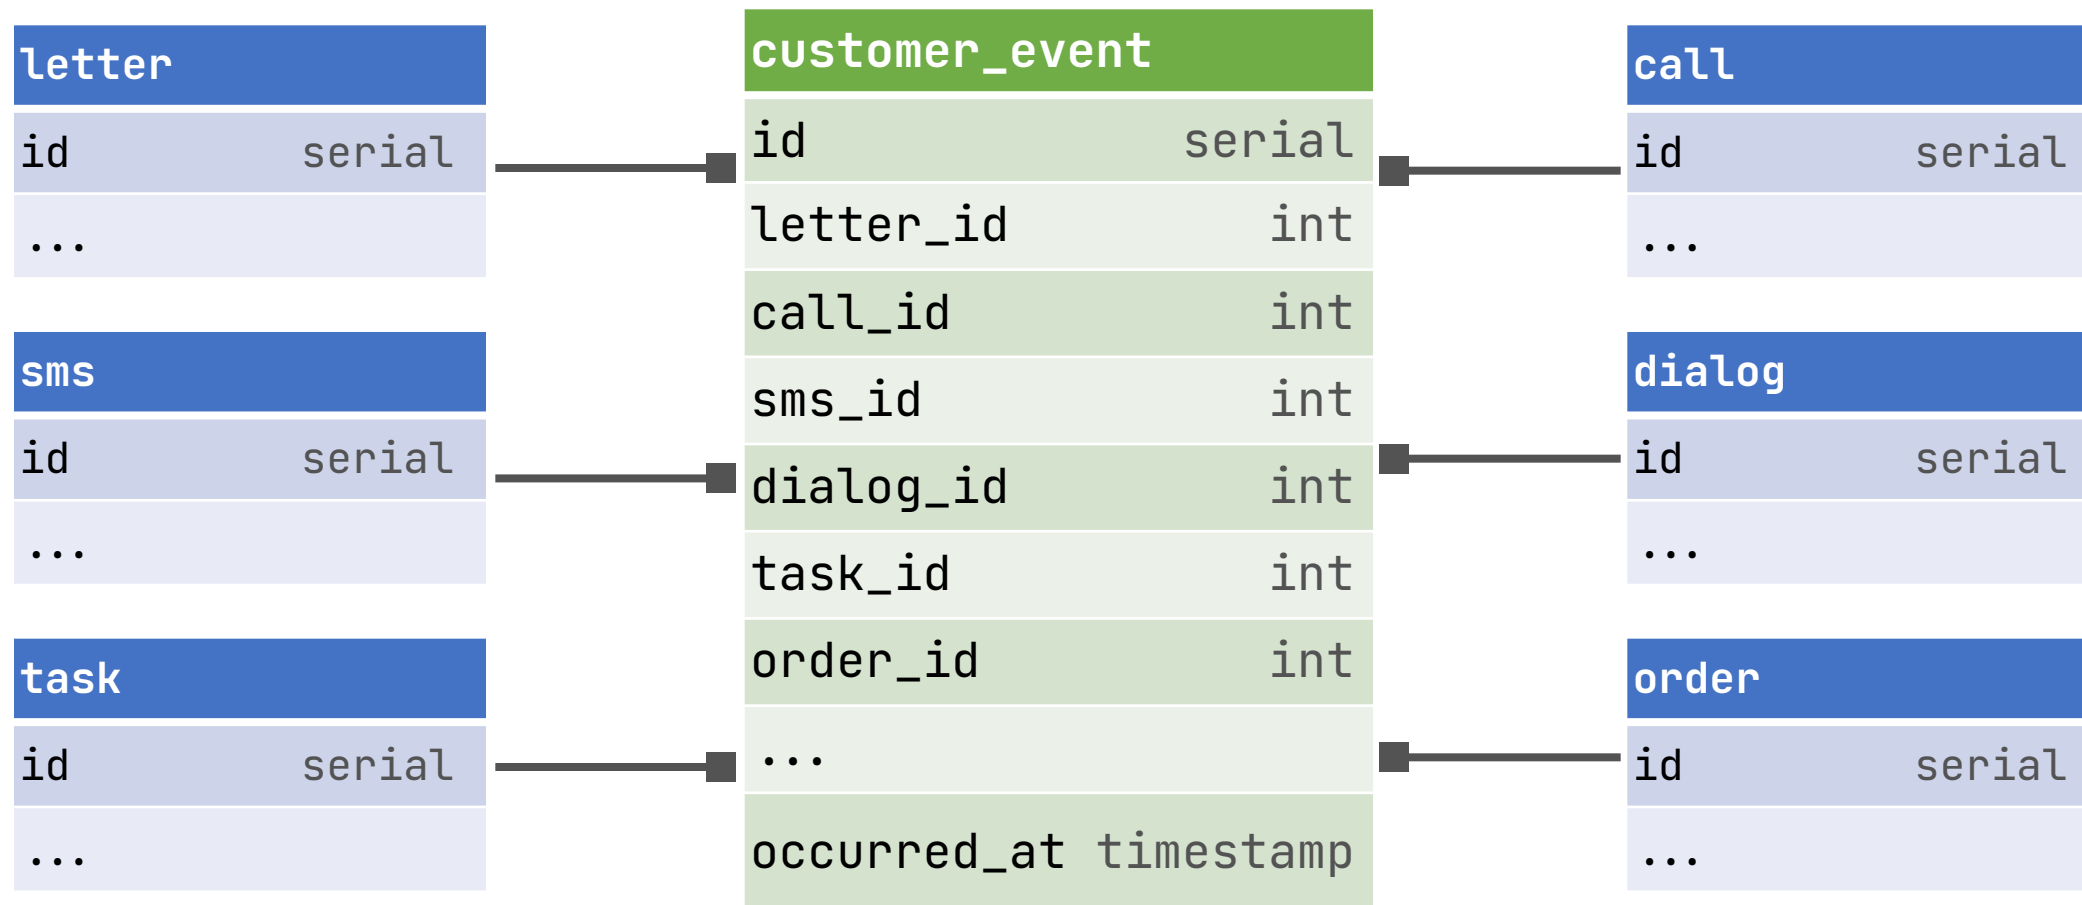 letter
id serial
...
sms
id serial
...
task
id serial
...
customer_event
id serial
letter_id int
call_id int
sms_id int
dialog_id int
task_id int
order_id int
...
occurred_at timestamp
call
id serial
...
dialog
id serial
...
order
id serial
...